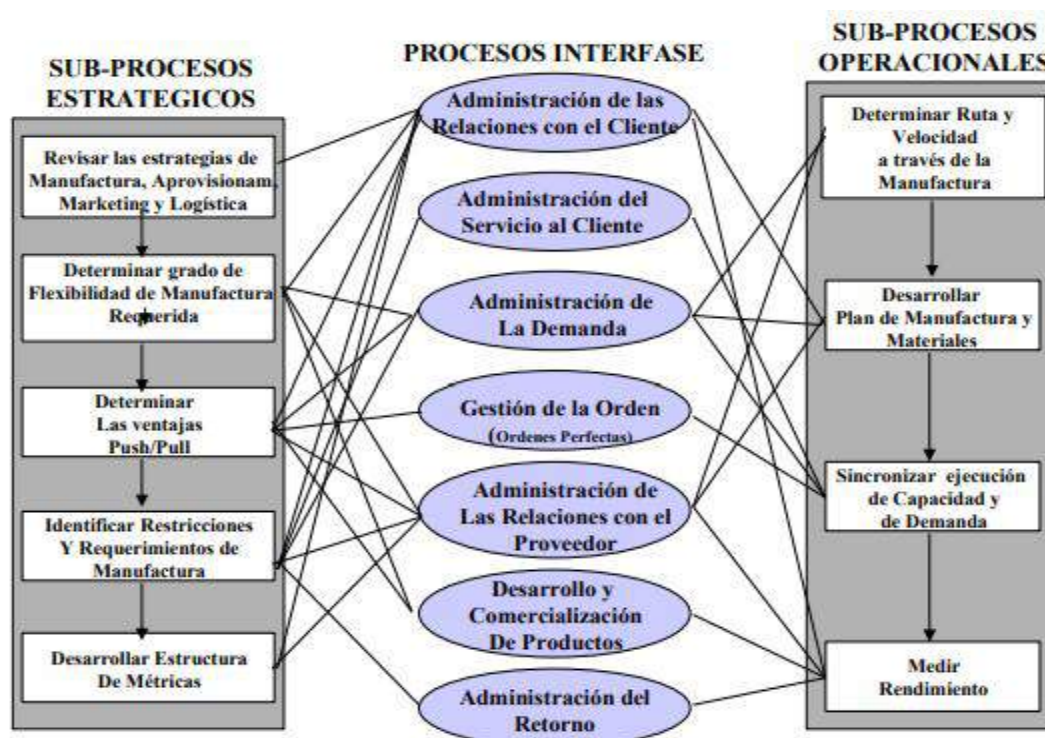 SUB-PROCESOS
ESTRATEGICOS
Revisar las estrategias de
Manufactura, Aprovisionam,
Marketing y Logística
Determinar grado de
Flexibilidad de Manufactura
Requerida
Determinar
Las ventajas
Push/Pull
Identificar Restricciones
Y Requerimientos de
Manufactura
Desarrollar Estructura
De Métricas
PROCESOS INTERFASE
Administración de las
Relaciones con el Cliente
Administración del
Servicio al Cliente
Administración de
La Demanda
Gestión de la Orden
(Ordenes Perfectas)
Administración de
Las Relaciones con el
Proveedor
Desarrollo y
Comercialización
De Productos
Administración del
Retorno
SUB-PROCESOS
OPERACIONALES
Determinar Ruta y
Velocidad
a través de la
Manufactura
Desarrollar
Plan de Manufactura y
Materiales
Sincronizar ejecución
de Capacidad y
de Demanda
Medir
Rendimiento